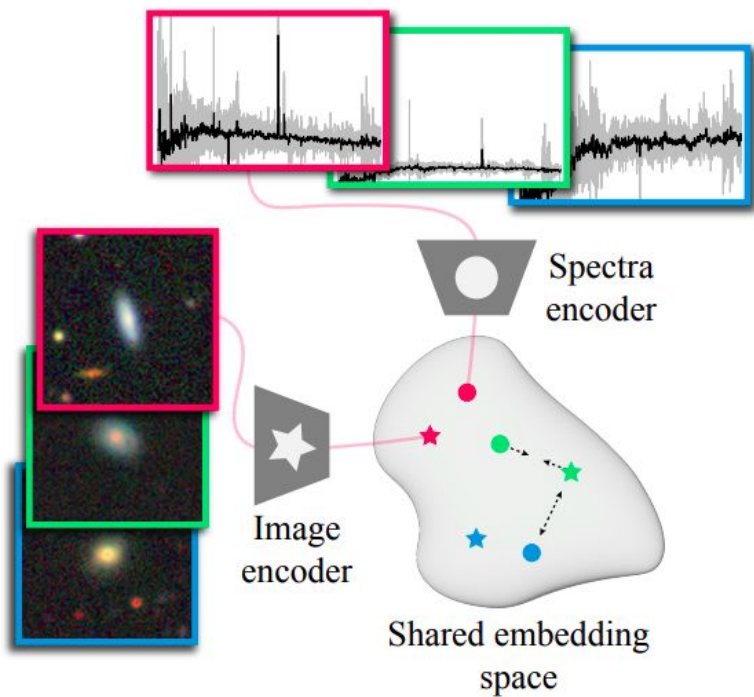 Spectra
encoder
Image
encoder
Shared embedding
space